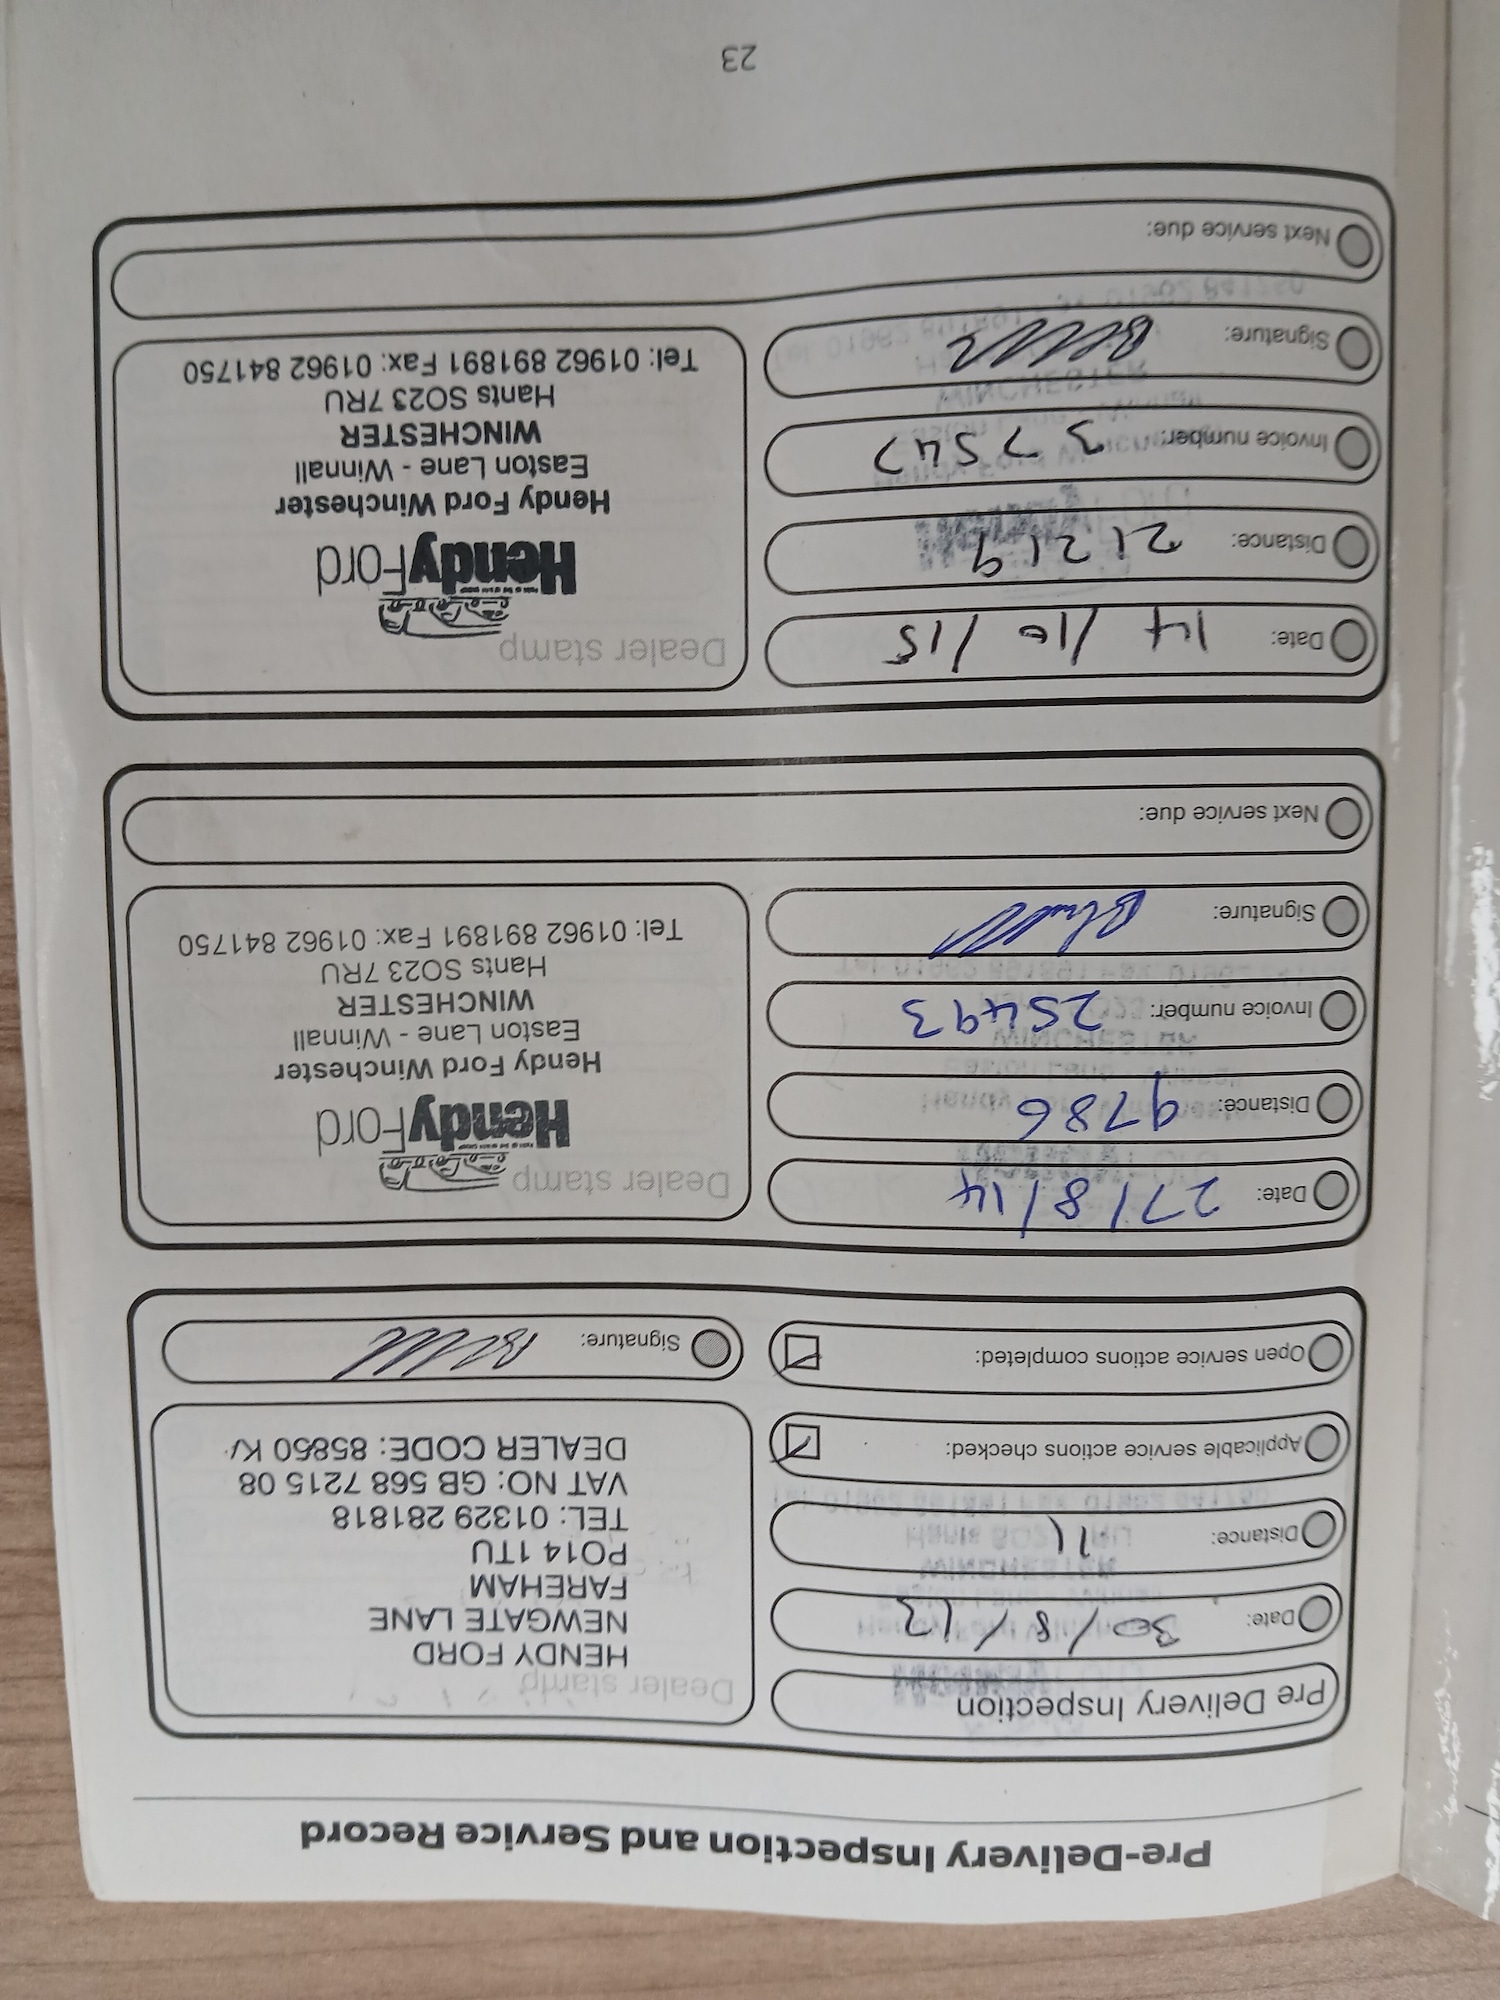 Pre-Delivery Inspection and Service Record
Pre Delivery Inspection
Date: 30/8/13
Distance: 11
Applicable service actions checked:
Open service actions completed:
Dealer stamp
HENDY FORD
NEWGATE LANE
FAREHAM
PO14 1TU
TEL: 01329 281818
VAT NO: GB 568 7215 08
DEALER CODE: 85850
Signature:
Date: 27/8/14
Distance: 9786
Invoice number: 25493
Signature:
Dealer stamp
HendyFord
Hendy Ford Winchester
Easton Lane - Winnall
WINCHESTER
Hants SO23 7RU
Tel: 01962 891891 Fax: 01962 841750
Next service due:
Date: 14/10/15
Distance: 21219
Invoice number: 37547
Signature:
Dealer stamp
HendyFord
Hendy Ford Winchester
Easton Lane - Winnall
WINCHESTER
Hants SO23 7RU
Tel: 01962 891891 Fax: 01962 841750
Next service due:
23